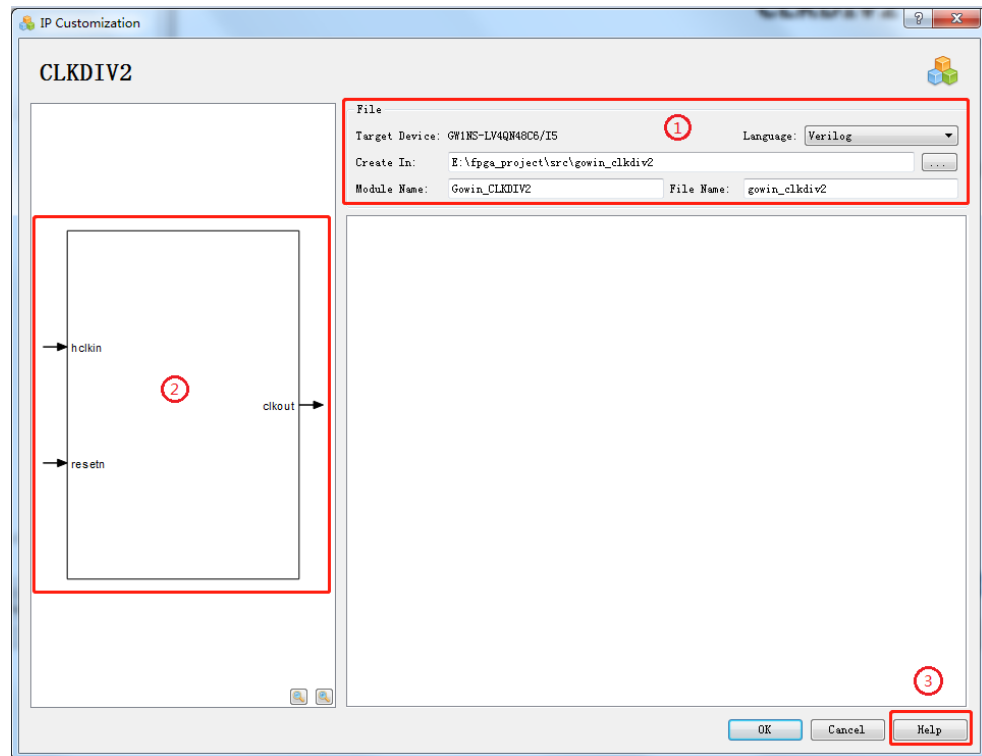 IP Customization
CLKDIV2
File
Target Device: GW1NS-LV4QN48C6/I5 ① Language: Verilog
Create In: E:\fpga_project\src\gowin_clkdiv2 ...
Module Name: Gowin_CLKDIV2 File Name: gowin_clkdiv2
hclkin
②
clkout
resetn
③
OK Cancel Help